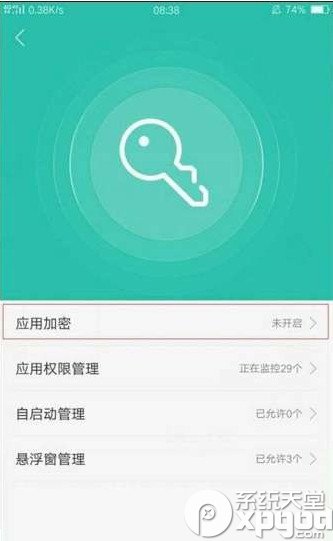 0.38K/s 08:38 74%
应用加密 未开启
应用权限管理 正在监控29个
自启动管理 已允许0个
悬浮窗管理 已允许3个
系统天堂